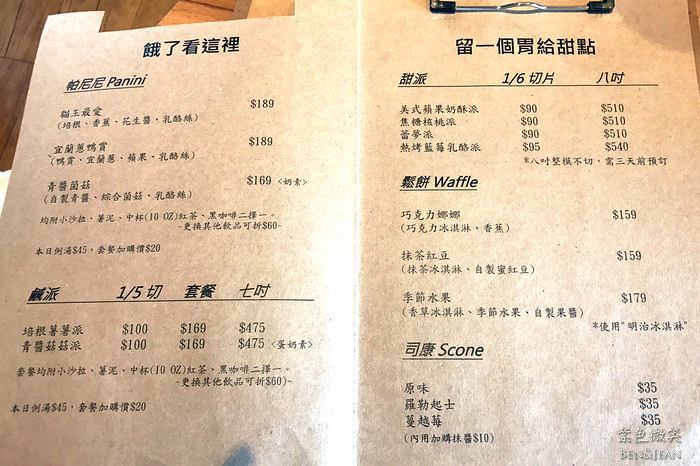 餓了看這裡
帕尼尼 Panini
貓王最愛 $189
(培根、香蕉、花生醬、乳酪絲)
宜蘭蔥鴨賞 $189
(鴨賞、宜蘭蔥、蘋果、乳酪絲)
青醬菌菇 $169 <奶素>
(自製青醬、綜合菌菇、乳酪絲)
均附小沙拉、薯泥、中杯(10 OZ)紅茶、黑咖啡二擇一。
~更換其他飲品可折$60~
本日例湯$45，套餐加購價$20
鹹派 1/5 切 套餐 七吋
培根薯薯派 $100 $169 $475
青醬菇菇派 $100 $169 $475 <蛋奶素>
套餐均附小沙拉、薯泥、中杯(10 OZ)紅茶、黑咖啡二擇一。
~更換其他飲品可折$60)~
本日例湯$45，套餐加購價$20
留一個胃給甜點
甜派 1/6 切片 八吋
美式蘋果奶酥派 $90 $510
焦糖核桃派 $90 $510
蕾夢派 $90 $510
熱烤藍莓乳酪派 $95 $540
*八吋整模不切，需三天前預訂
鬆餅 Waffle
巧克力娜娜 $159
(巧克力冰淇淋、香蕉)
抹茶紅豆 $159
(抹茶冰淇淋、自製蜜紅豆)
季節水果 $179
(香草冰淇淋、季節水果、自製果醬)
*使用"明治冰淇淋"
司康 Scone
原味 $35
羅勒起士 $35
蔓越莓 $35
(內用加購抹醬$10)
紫色微笑
BEN&JEAN